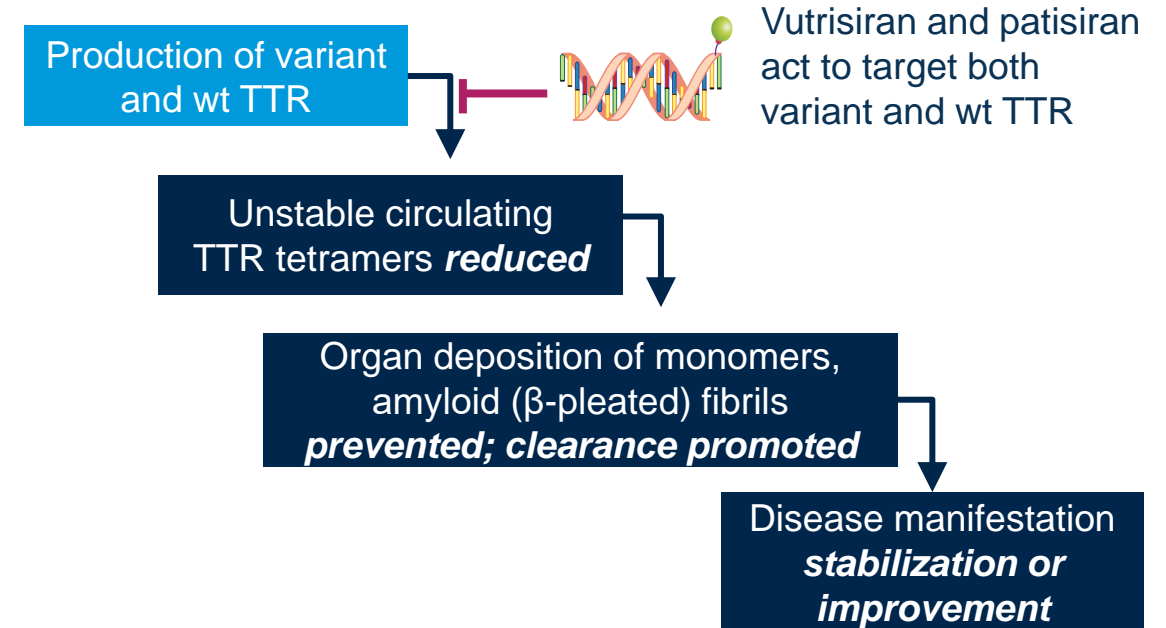 Production of variant
and wt TTR
Vutrisiran and patisiran
act to target both
variant and wt TTR
Unstable circulating
TTR tetramers reduced
Organ deposition of monomers,
amyloid (β-pleated) fibrils
prevented; clearance promoted
Disease manifestation
stabilization or
improvement